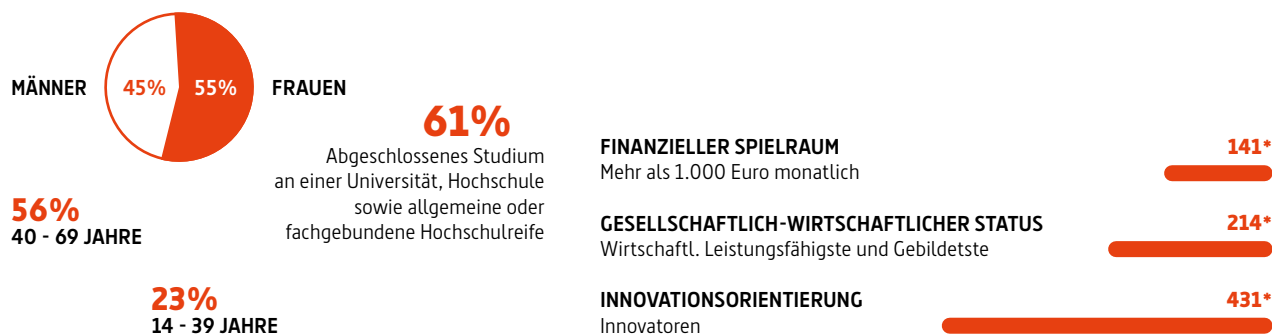 MÄNNER 45% 55% FRAUEN
61%
Abgeschlossenes Studium
an einer Universität, Hochschule
sowie allgemeine oder
fachgebundene Hochschulreife
56%
40 - 69 JAHRE
23%
14 - 39 JAHRE
FINANZIELLER SPIELRAUM 141*
Mehr als 1.000 Euro monatlich
GESELLSCHAFTLICH-WIRTSCHAFTLICHER STATUS 214*
Wirtschaftl. Leistungsfähigste und Gebildetste
INNOVATIONSORIENTIERUNG 431*
Innovatoren